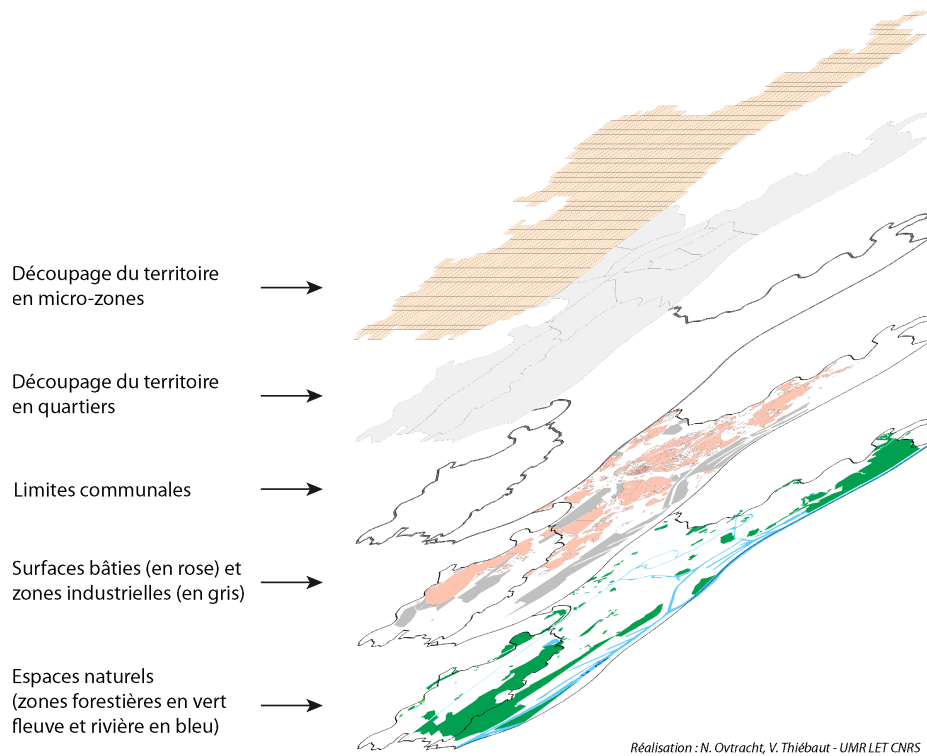 Découpage du territoire
en micro-zones
Découpage du territoire
en quartiers
Limites communales
Surfaces bâties (en rose) et
zones industrielles (en gris)
Espaces naturels
(zones forestières en vert
fleuve et rivière en bleu)
Réalisation : N. Ovtracht, V. Thiébaut - UMR LET CNRS